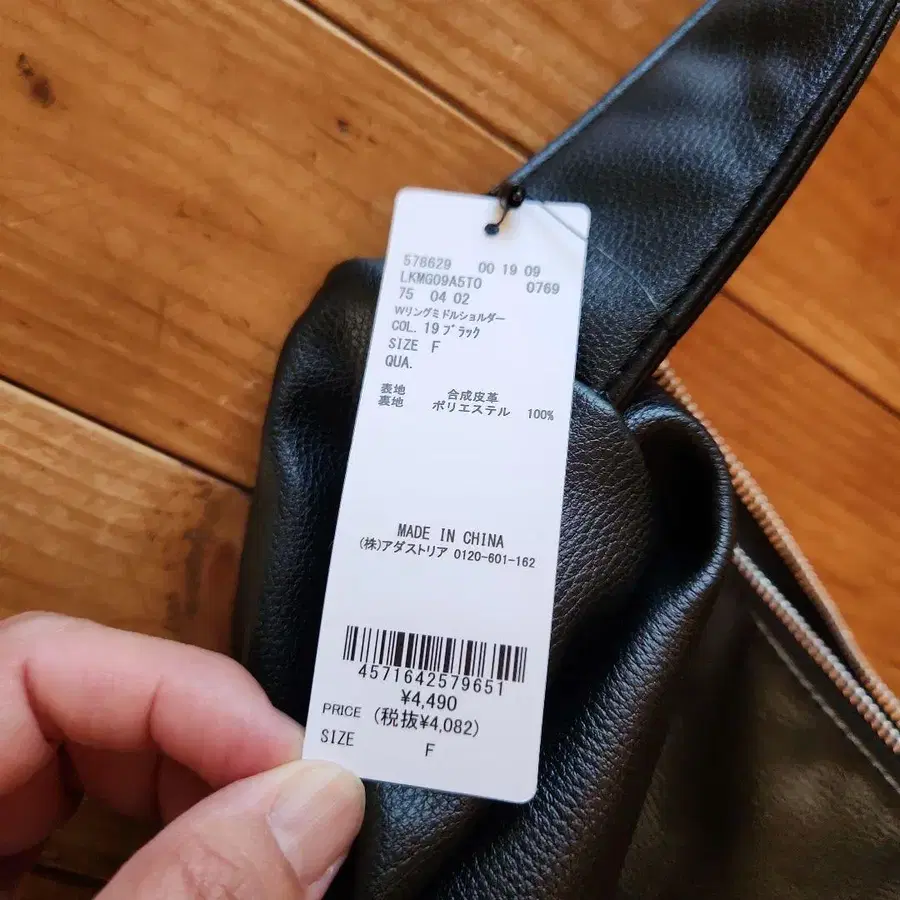 578629 00 19 09
LKMG09A5TO 0769
75 04 02
Wリングミドルショルダー
COL. 19 ブラック
SIZE F
QUA.
表地 合成皮革
裏地 ポリエステル 100%
MADE IN CHINA
(株)アダストリア 0120-601-162
4571642579651
¥4,490
PRICE (税抜¥4,082)
SIZE F